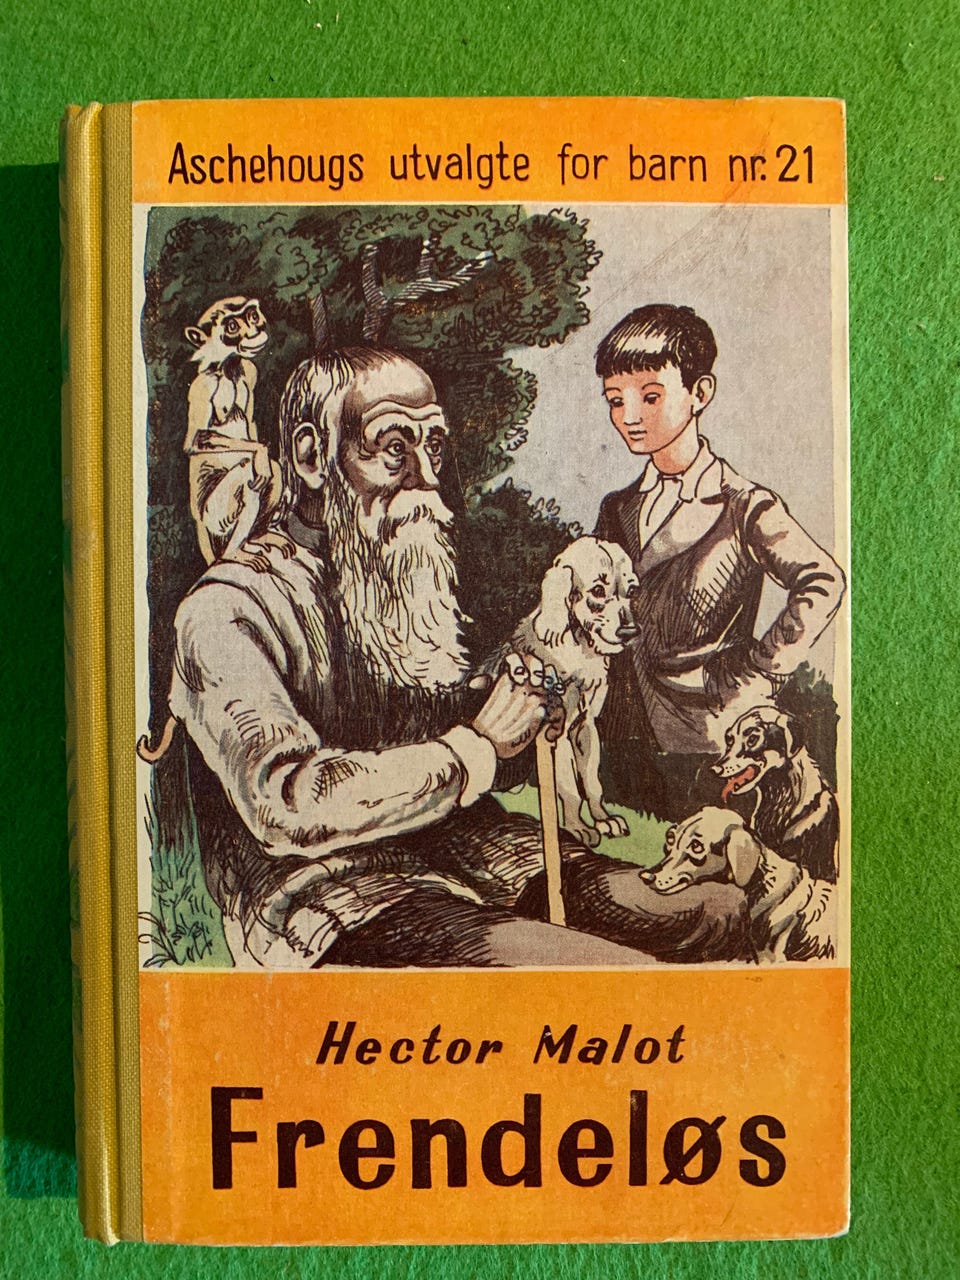 Aschehougs utvalgte for barn nr. 21
Hector Malot
Frendeløs